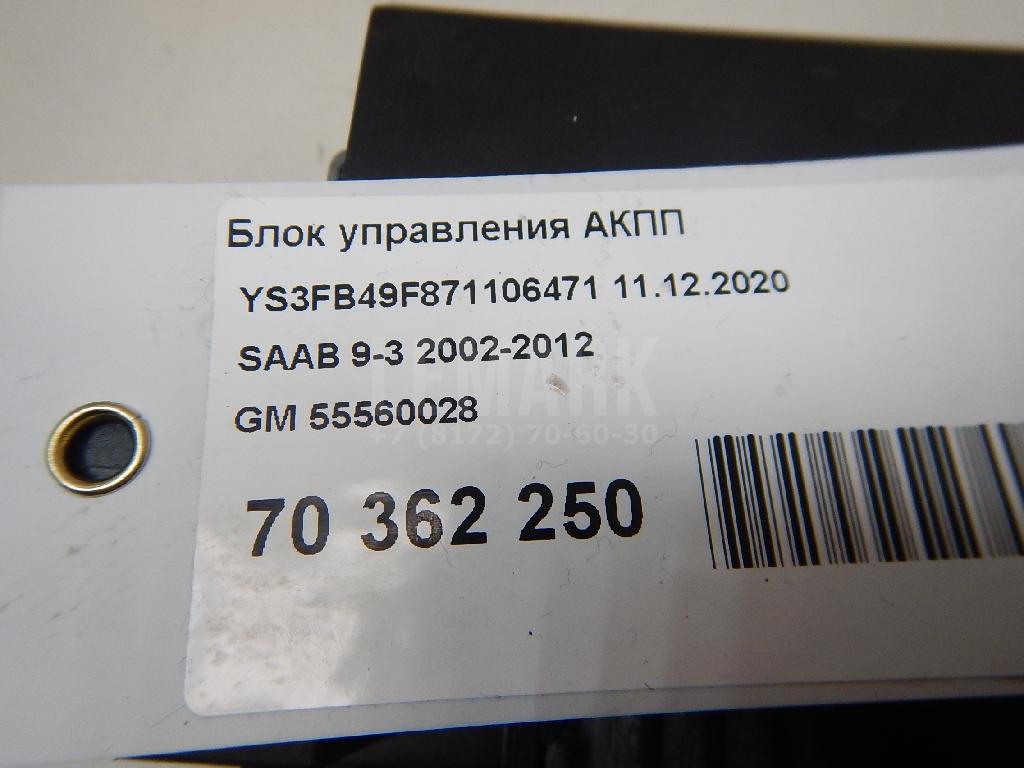 Блок управления АКПП
YS3FB49F871106471 11.12.2020
SAAB 9-3 2002-2012
LEMARK
GM 55560028
+7 (8172) 70-60-30
70 362 250